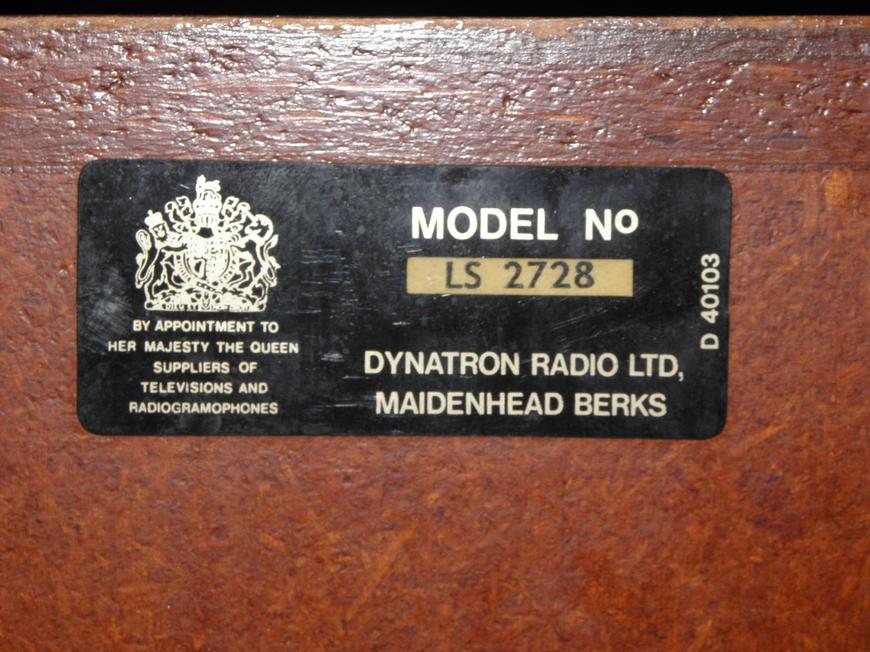 BY APPOINTMENT TO
HER MAJESTY THE QUEEN
SUPPLIERS OF
TELEVISIONS AND
RADIOGRAMOPHONES
MODEL Nº
LS 2728
DYNATRON RADIO LTD,
MAIDENHEAD BERKS
D 40103